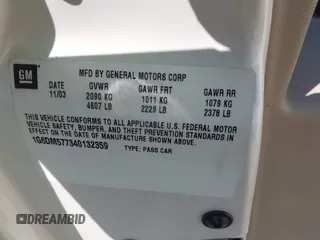 GM
MFD BY GENERAL MOTORS CORP
DATE GVWR GAWR FRT GAWR RR
11/03 2090 KG 1011 KG 1079 KG
4607 LB 2229 LB 2378 LB
THIS VEHICLE CONFORMS TO ALL APPLICABLE U.S. FEDERAL MOTOR
VEHICLE SAFETY, BUMPER, AND THEFT PREVENTION STANDARDS IN
EFFECT ON THE DATE OF MANUFACTURE SHOWN ABOVE.
1G6DM577340132359 TYPE: PASS CAR
DREAMBID